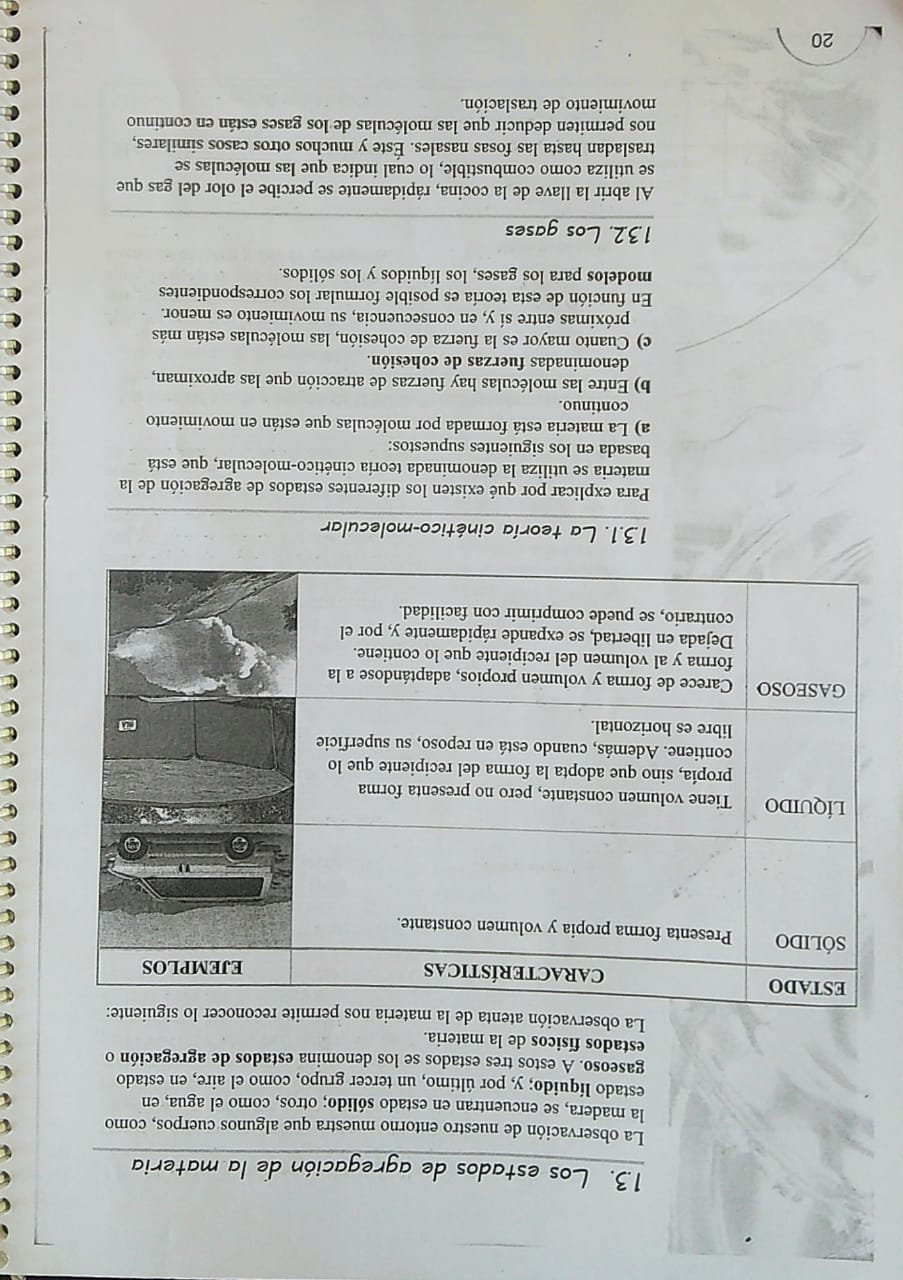 1.3. Los estados de agregación de la materia
La observación de nuestro entorno muestra que algunos cuerpos, como
la madera, se encuentran en estado sólido; otros, como el agua, en
estado líquido; y, por último, un tercer grupo, como el aire, en estado
gaseoso. A estos tres estados se los denomina estados de agregación o
estados físicos de la materia.
La observación atenta de la materia nos permite reconocer lo siguiente:
ESTADO CARACTERÍSTICAS EJEMPLOS
SÓLIDO Presenta forma propia y volumen constante.
LÍQUIDO Tiene volumen constante, pero no presenta forma
propia, sino que adopta la forma del recipiente que lo
contiene. Además, cuando está en reposo, su superficie
libre es horizontal.
GASEOSO Carece de forma y volumen propios, adaptándose a la
forma y al volumen del recipiente que lo contiene.
Dejada en libertad, se expande rápidamente y, por el
contrario, se puede comprimir con facilidad.
1.3.1. La teoría cinético-molecular
Para explicar por qué existen los diferentes estados de agregación de la
materia se utiliza la denominada teoría cinético-molecular, que está
basada en los siguientes supuestos:
a) La materia está formada por moléculas que están en movimiento
continuo.
b) Entre las moléculas hay fuerzas de atracción que las aproximan,
denominadas fuerzas de cohesión.
c) Cuanto mayor es la fuerza de cohesión, las moléculas están más
próximas entre sí y, en consecuencia, su movimiento es menor.
En función de esta teoría es posible formular los correspondientes
modelos para los gases, los líquidos y los sólidos.
1.3.2. Los gases
Al abrir la llave de la cocina, rápidamente se percibe el olor del gas que
se utiliza como combustible, lo cual indica que las moléculas se
trasladan hasta las fosas nasales. Éste y muchos otros casos similares,
nos permiten deducir que las moléculas de los gases están en continuo
movimiento de traslación.
20